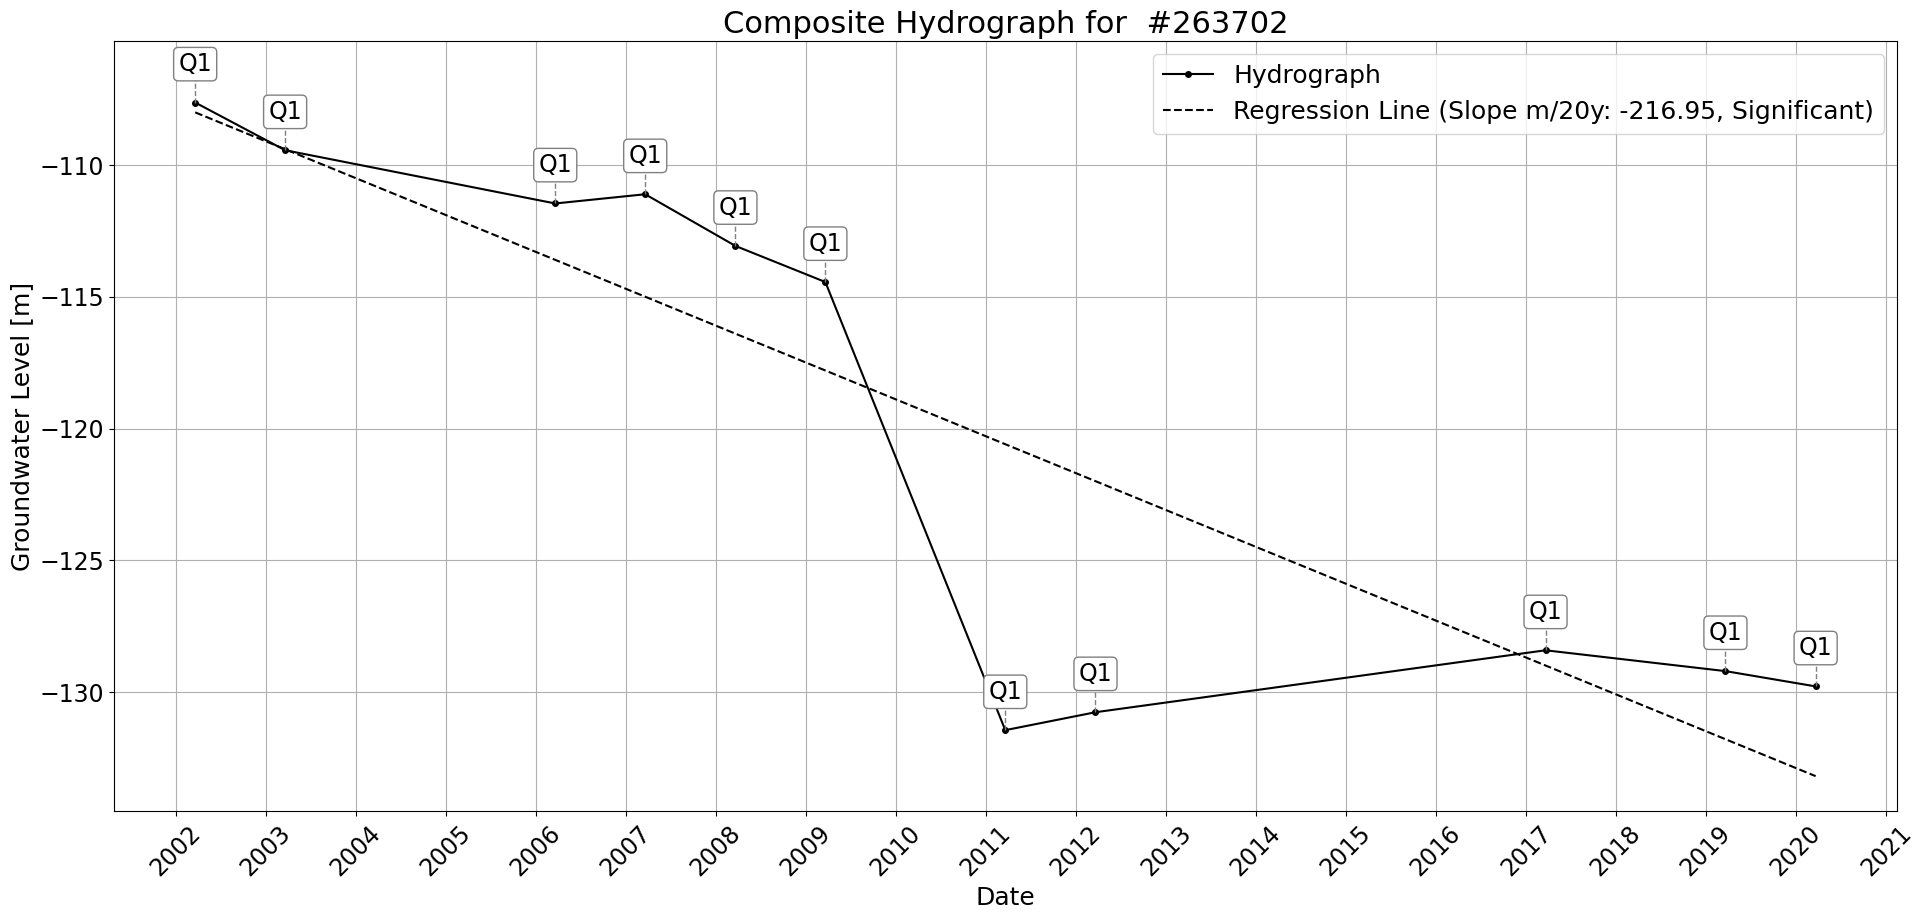 Composite Hydrograph for  #263702
Hydrograph
Regression Line (Slope m/20y: -216.95, Significant)
Q1
Q1
Q1
Q1
Q1
Q1
Q1
Q1
Q1
Q1
Q1
Groundwater Level [m]
−110
−115
−120
−125
−130
2002
2003
2004
2005
2006
2007
2008
2009
2010
2011
2012
2013
2014
2015
2016
2017
2018
2019
2020
2021
Date